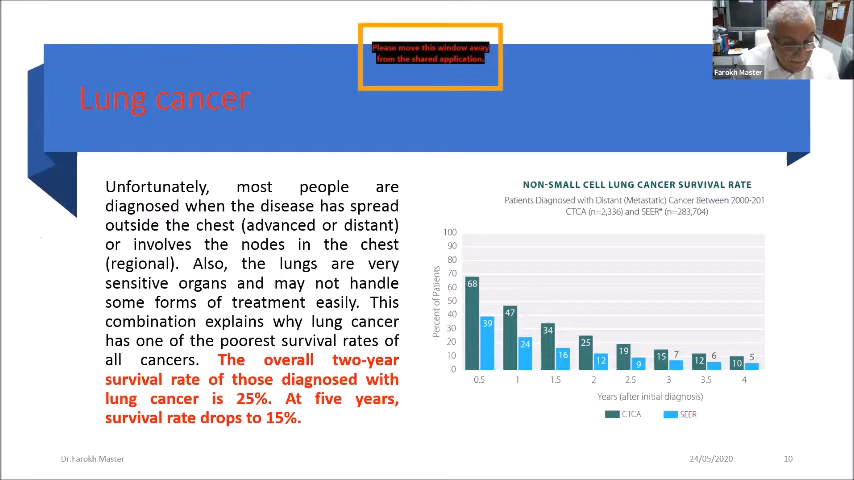 Please move this window away
from the shared application.
Farokh Master
Lung cancer
Unfortunately, most people are
diagnosed when the disease has spread
outside the chest (advanced or distant)
or involves the nodes in the chest
(regional). Also, the lungs are very
sensitive organs and may not handle
some forms of treatment easily. This
combination explains why lung cancer
has one of the poorest survival rates of
all cancers. The overall two-year
survival rate of those diagnosed with
lung cancer is 25%. At five years,
survival rate drops to 15%.
NON-SMALL CELL LUNG CANCER SURVIVAL RATE
Patients Diagnosed with Distant (Metastatic) Cancer Between 2000-201
CTCA (n=2,336) and SEER* (n=283,704)
Percent of Patients
100
90
80
70
60
50
40
30
20
10
0
68 39
47 24
34 16
25 12
19 9
15 7
12 6
10 5
0.5 1 1.5 2 2.5 3 3.5 4
Years (after initial diagnosis)
CTCA SEER
Dr.Farokh Master 24/05/2020 10